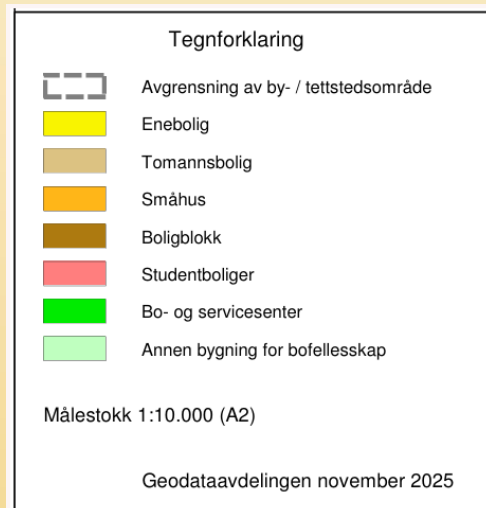 Tegnforklaring
Avgrensning av by- / tettstedsområde
Enebolig
Tomannsbolig
Småhus
Boligblokk
Studentboliger
Bo- og servicesenter
Annen bygning for bofellesskap
Målestokk 1:10.000 (A2)
Geodataavdelingen november 2025